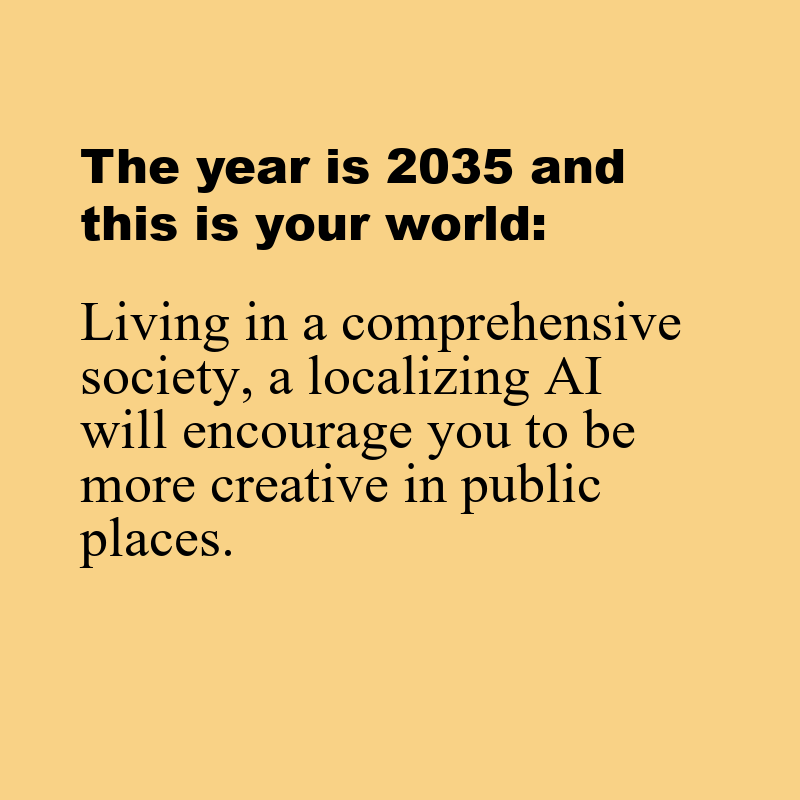 The year is 2035 and
this is your world:
Living in a comprehensive
society, a localizing AI
will encourage you to be
more creative in public
places.